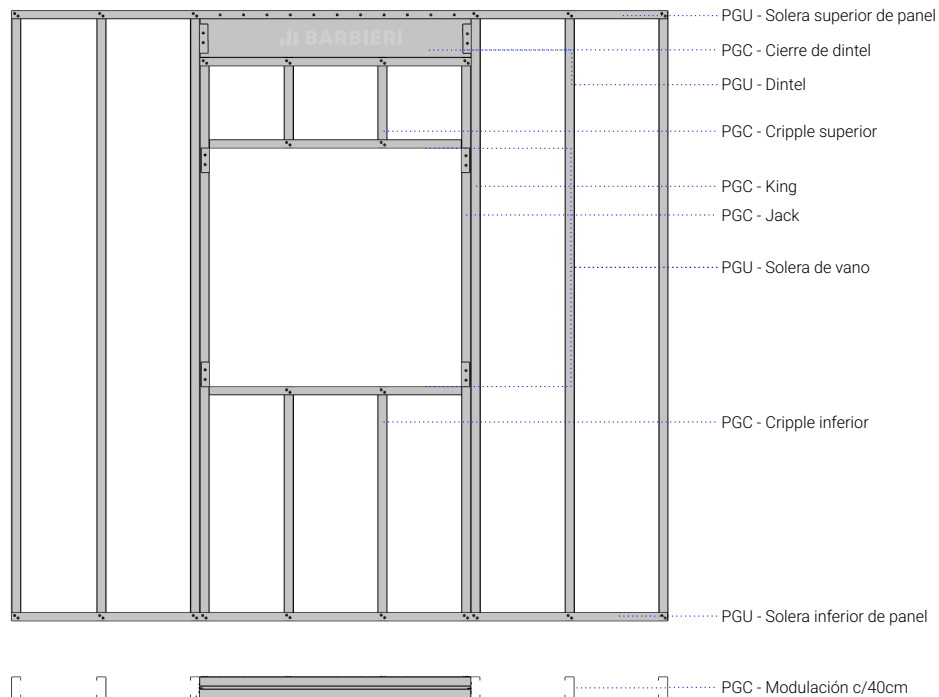 PGU - Solera superior de panel
BARBIERI
PGC - Cierre de dintel
PGU - Dintel
PGC - Cripple superior
PGC - King
PGC - Jack
PGU - Solera de vano
PGC - Cripple inferior
PGU - Solera inferior de panel
PGC - Modulación c/40cm